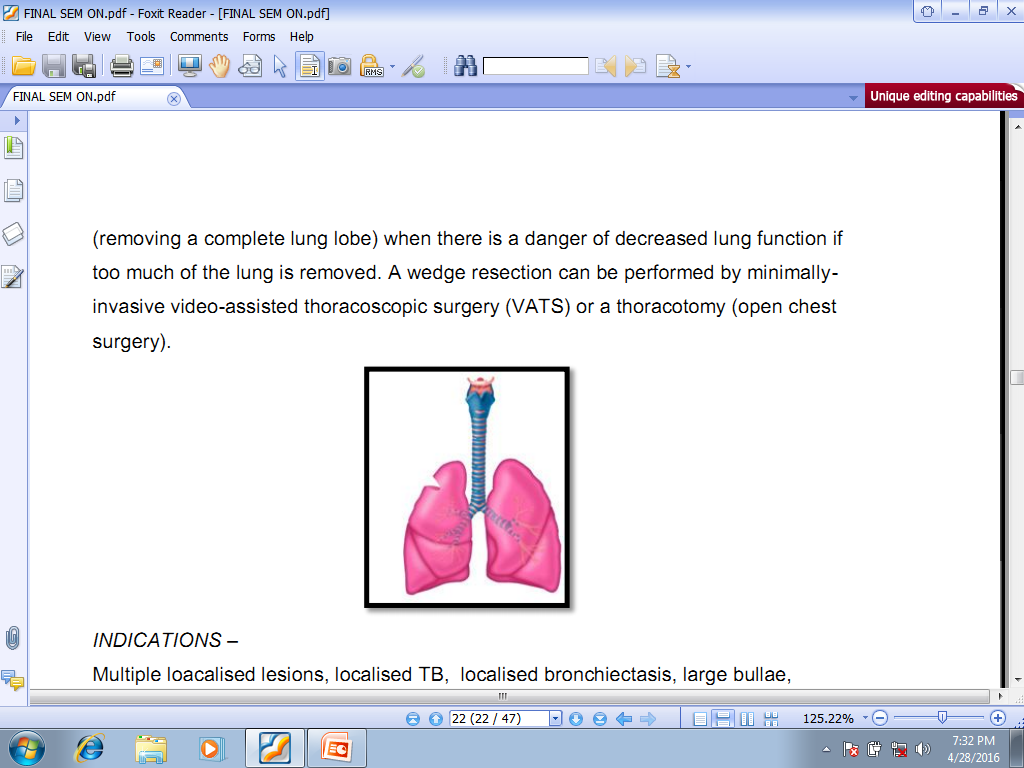 FINAL SEM ON.pdf - Foxit Reader - [FINAL SEM ON.pdf]
File Edit View Tools Comments Forms Help
RMS
FINAL SEM ON.pdf
Unique editing capabilities
(removing a complete lung lobe) when there is a danger of decreased lung function if
too much of the lung is removed. A wedge resection can be performed by minimally-
invasive video-assisted thoracoscopic surgery (VATS) or a thoracotomy (open chest
surgery).
INDICATIONS –
Multiple loacalised lesions, localised TB, localised bronchiectasis, large bullae,
22 (22 / 47)
125.22%
7:32 PM
4/28/2016